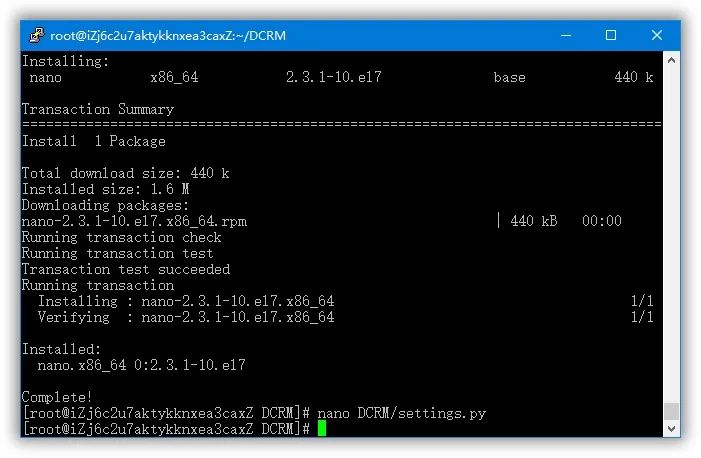 root@iZj6c2u7aktykknxea3caxZ:~/DCRM
Installing:
 nano x86_64 2.3.1-10.el7 base 440 k
Transaction Summary
================================================================================
Install  1 Package
Total download size: 440 k
Installed size: 1.6 M
Downloading packages:
nano-2.3.1-10.el7.x86_64.rpm | 440 kB 00:00
Running transaction check
Running transaction test
Transaction test succeeded
Running transaction
  Installing : nano-2.3.1-10.el7.x86_64 1/1
  Verifying  : nano-2.3.1-10.el7.x86_64 1/1
Installed:
  nano.x86_64 0:2.3.1-10.el7
Complete!
[root@iZj6c2u7aktykknxea3caxZ DCRM]# nano DCRM/settings.py
[root@iZj6c2u7aktykknxea3caxZ DCRM]#